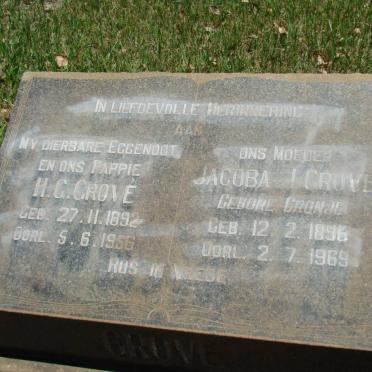 IN LIEFDEVOLLE HERINNERING
AAN
MY DIERBARE EGGENOOT
EN ONS PAPPIE
H.C. GROVÉ
GEB. 27.11.1892
OORL. 5.6.1956
ONS MOEDER
JACOBA J. GROVÉ
GEBORE CRONJE
GEB. 12.2.1896
OORL. 2.7.1969
RUS IN VREDE
GROVÉ